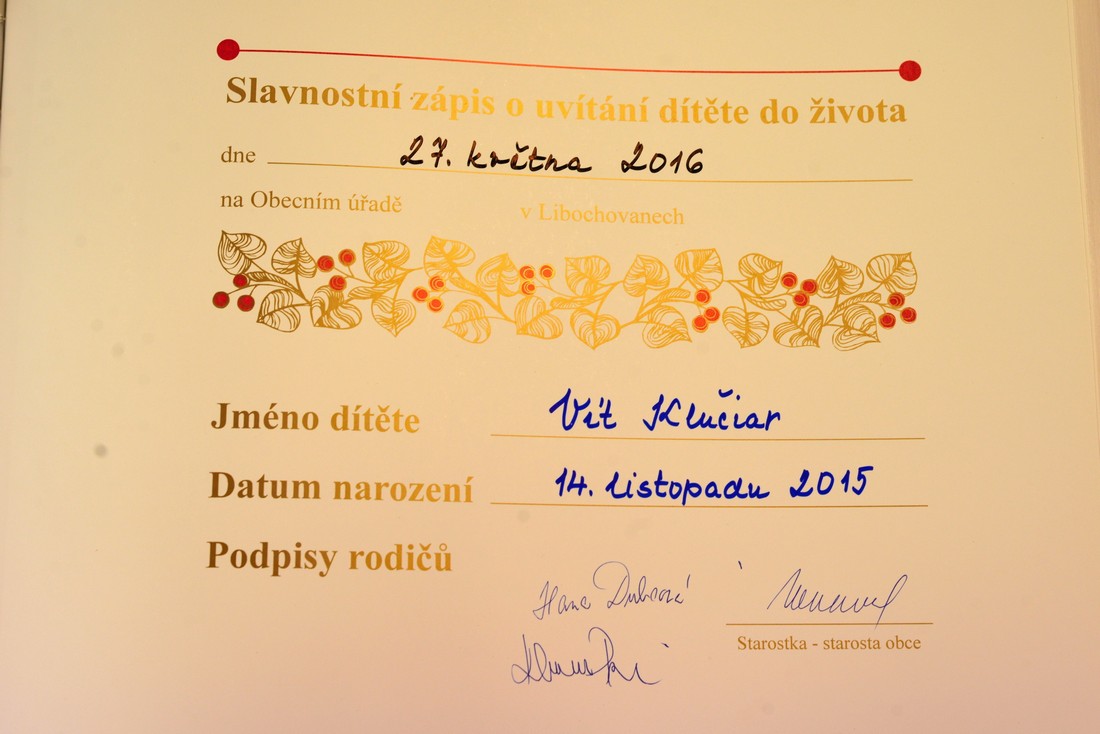 Slavnostní zápis o uvítání dítěte do života
dne 27. května 2016
na Obecním úřadě v Libochovanech
Jméno dítěte Vít Klučiar
Datum narození 14. listopadu 2015
Podpisy rodičů
Hana
Starostka - starosta obce